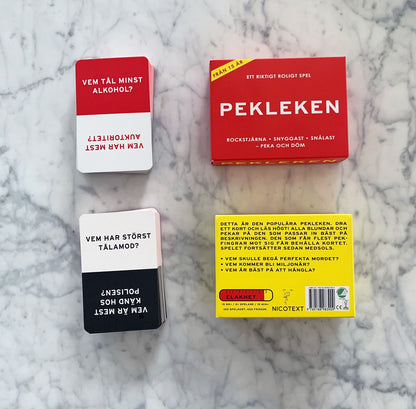 VEM TÅL MINST
ALKOHOL?
VEM HAR MEST
AUKTORITET?
FRÅN 15 ÅR
ETT RIKTIGT ROLIGT SPEL
PEKLEKEN
ROCKSTJÄRNA • SNYGGAST • SNÅLAST
– PEKA OCH DÖM
VEM HAR STÖRST
TÅLAMOD?
VEM ÄR MEST
KÄND HOS
POLISEN?
DETTA ÄR DEN POPULÄRA PEKLEKEN. DRA
ETT KORT OCH LÄS HÖGT! ALLA BLUNDAR OCH
PEKAR PÅ DEN SOM PASSAR IN BÄST PÅ
BESKRIVNINGEN. DEN SOM FÅR FLEST PEK-
FINGRAR MOT SIG FÅR BEHÅLLA KORTET.
SPELET FORTSÄTTER SEDAN MEDSOLS.
• VEM SKULLE BEGÅ PERFEKTA MORDET?
• VEM KOMMER BLI MILJONÄR?
• VEM ÄR BÄST PÅ ATT HÅNGLA?
ELAKHET
NICOTEXT